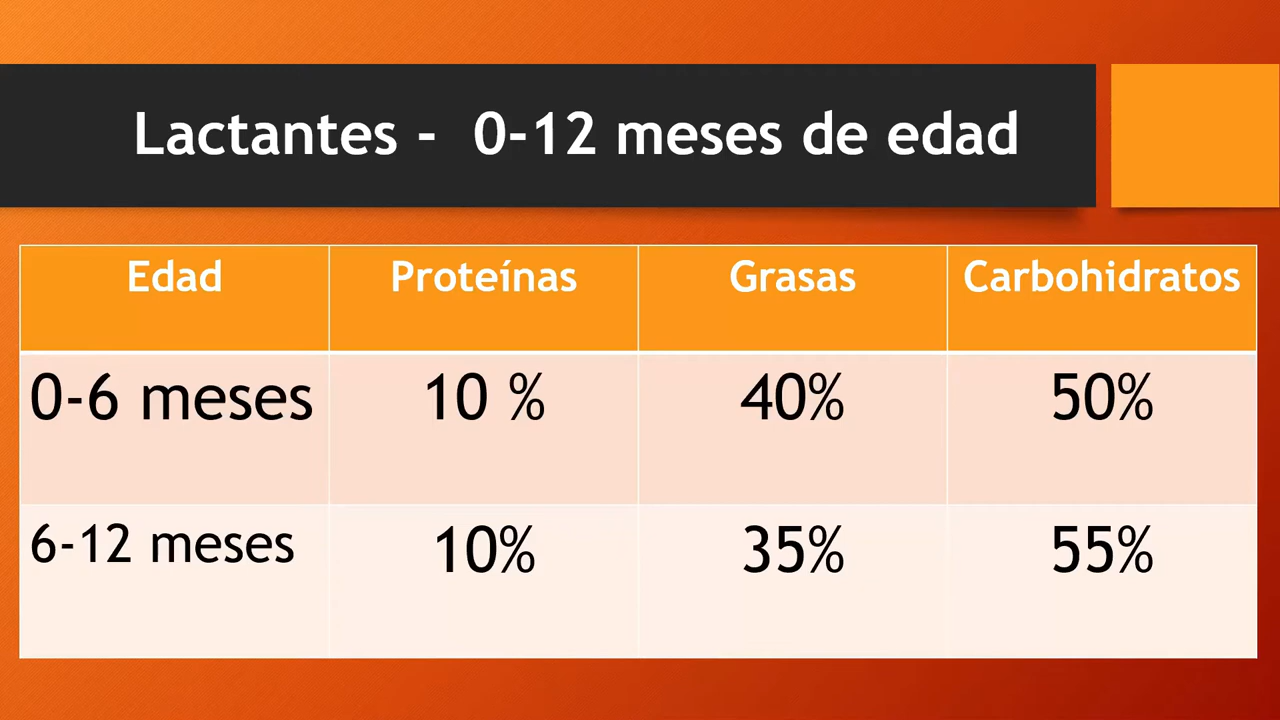 Lactantes - 0-12 meses de edad
Edad Proteínas Grasas Carbohidratos
0-6 meses 10 % 40% 50%
6-12 meses 10% 35% 55%